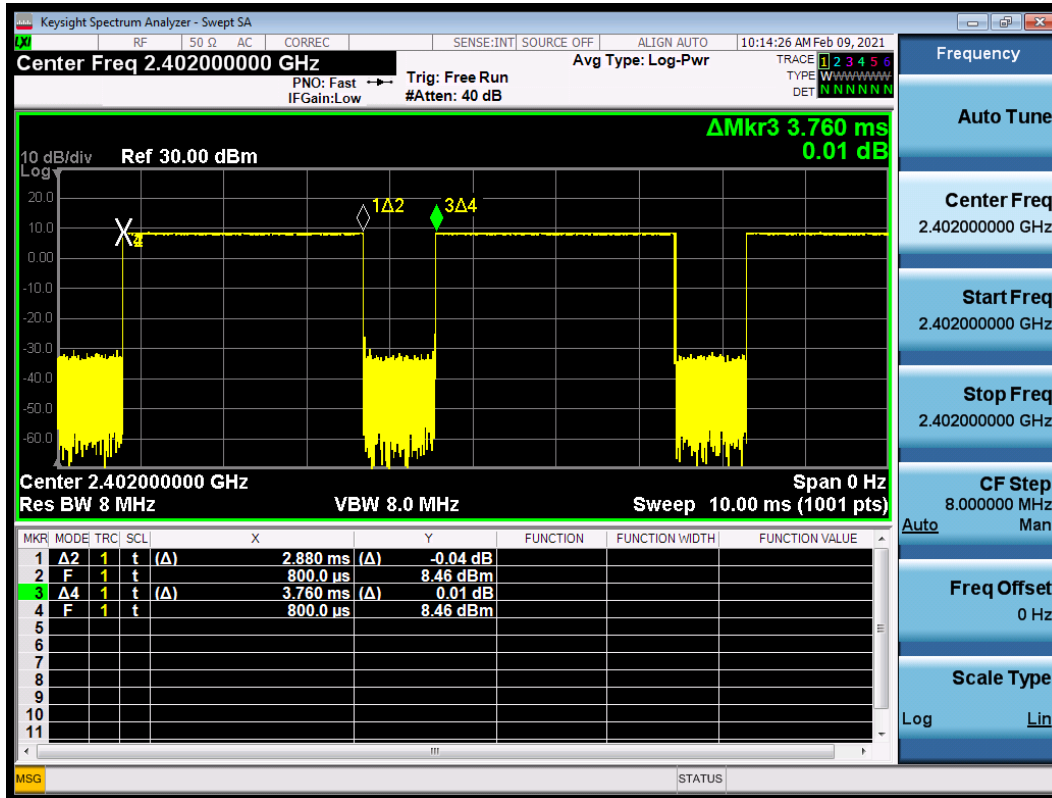 Keysight Spectrum Analyzer - Swept SA
LXI RF 50 Ω AC CORREC SENSE:INT SOURCE OFF ALIGN AUTO 10:14:26 AM Feb 09, 2021
Center Freq 2.402000000 GHz Avg Type: Log-Pwr TRACE 1 2 3 4 5 6
PNO: Fast Trig: Free Run TYPE WWWWWW
IFGain:Low #Atten: 40 dB DET N N N N N N
ΔMkr3 3.760 ms
0.01 dB
10 dB/div Ref 30.00 dBm
Log
20.0
10.0
0.00
-10.0
-20.0
-30.0
-40.0
-50.0
-60.0
1Δ2
3Δ4
4
Center 2.402000000 GHz Span 0 Hz
Res BW 8 MHz VBW 8.0 MHz Sweep 10.00 ms (1001 pts)
MKR MODE TRC SCL X Y FUNCTION FUNCTION WIDTH FUNCTION VALUE
1 Δ2 1 t (Δ) 2.880 ms (Δ) -0.04 dB
2 F 1 t 800.0 µs 8.46 dBm
3 Δ4 1 t (Δ) 3.760 ms (Δ) 0.01 dB
4 F 1 t 800.0 µs 8.46 dBm
5
6
7
8
9
10
11
MSG STATUS
Frequency
Auto Tune
Center Freq
2.402000000 GHz
Start Freq
2.402000000 GHz
Stop Freq
2.402000000 GHz
CF Step
8.000000 MHz
Auto Man
Freq Offset
0 Hz
Scale Type
Log Lin